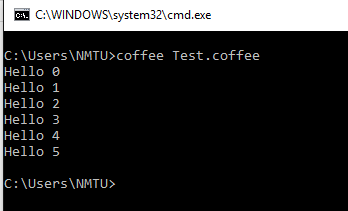 C:\WINDOWS\system32\cmd.exe
C:\Users\NMTU>coffee Test.coffee
Hello 0
Hello 1
Hello 2
Hello 3
Hello 4
Hello 5
C:\Users\NMTU>